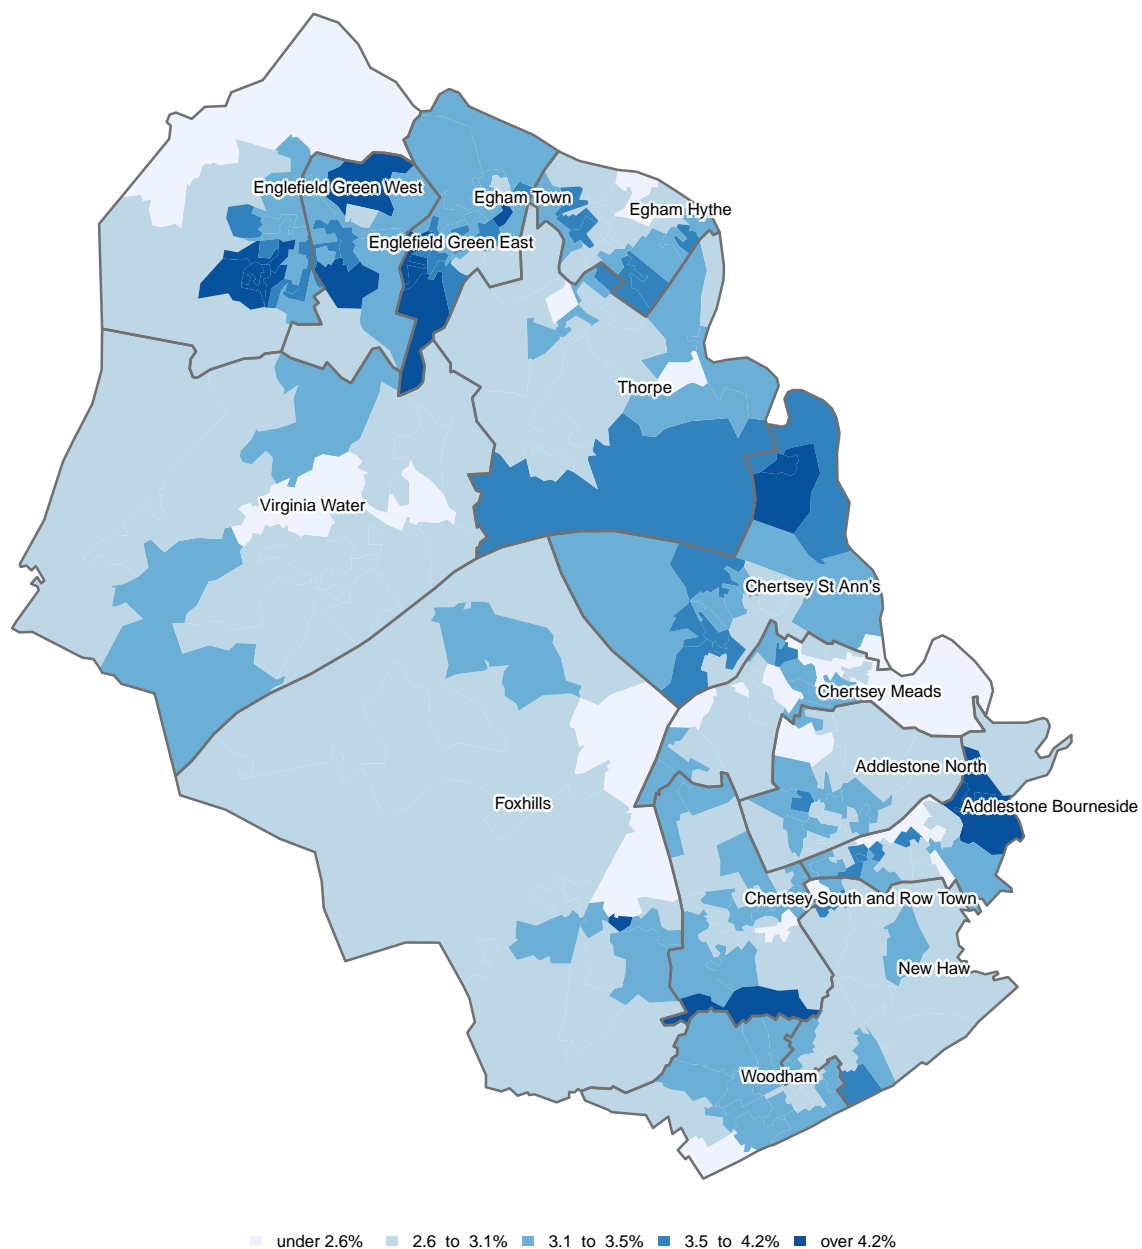 Englefield Green West
Egham Town
Egham Hythe
Englefield Green East
Thorpe
Virginia Water
Chertsey St Ann's
Chertsey Meads
Addlestone North
Foxhills
Addlestone Bourneside
Chertsey South and Row Town
New Haw
Woodham
under 2.6% 2.6 to 3.1% 3.1 to 3.5% 3.5 to 4.2% over 4.2%